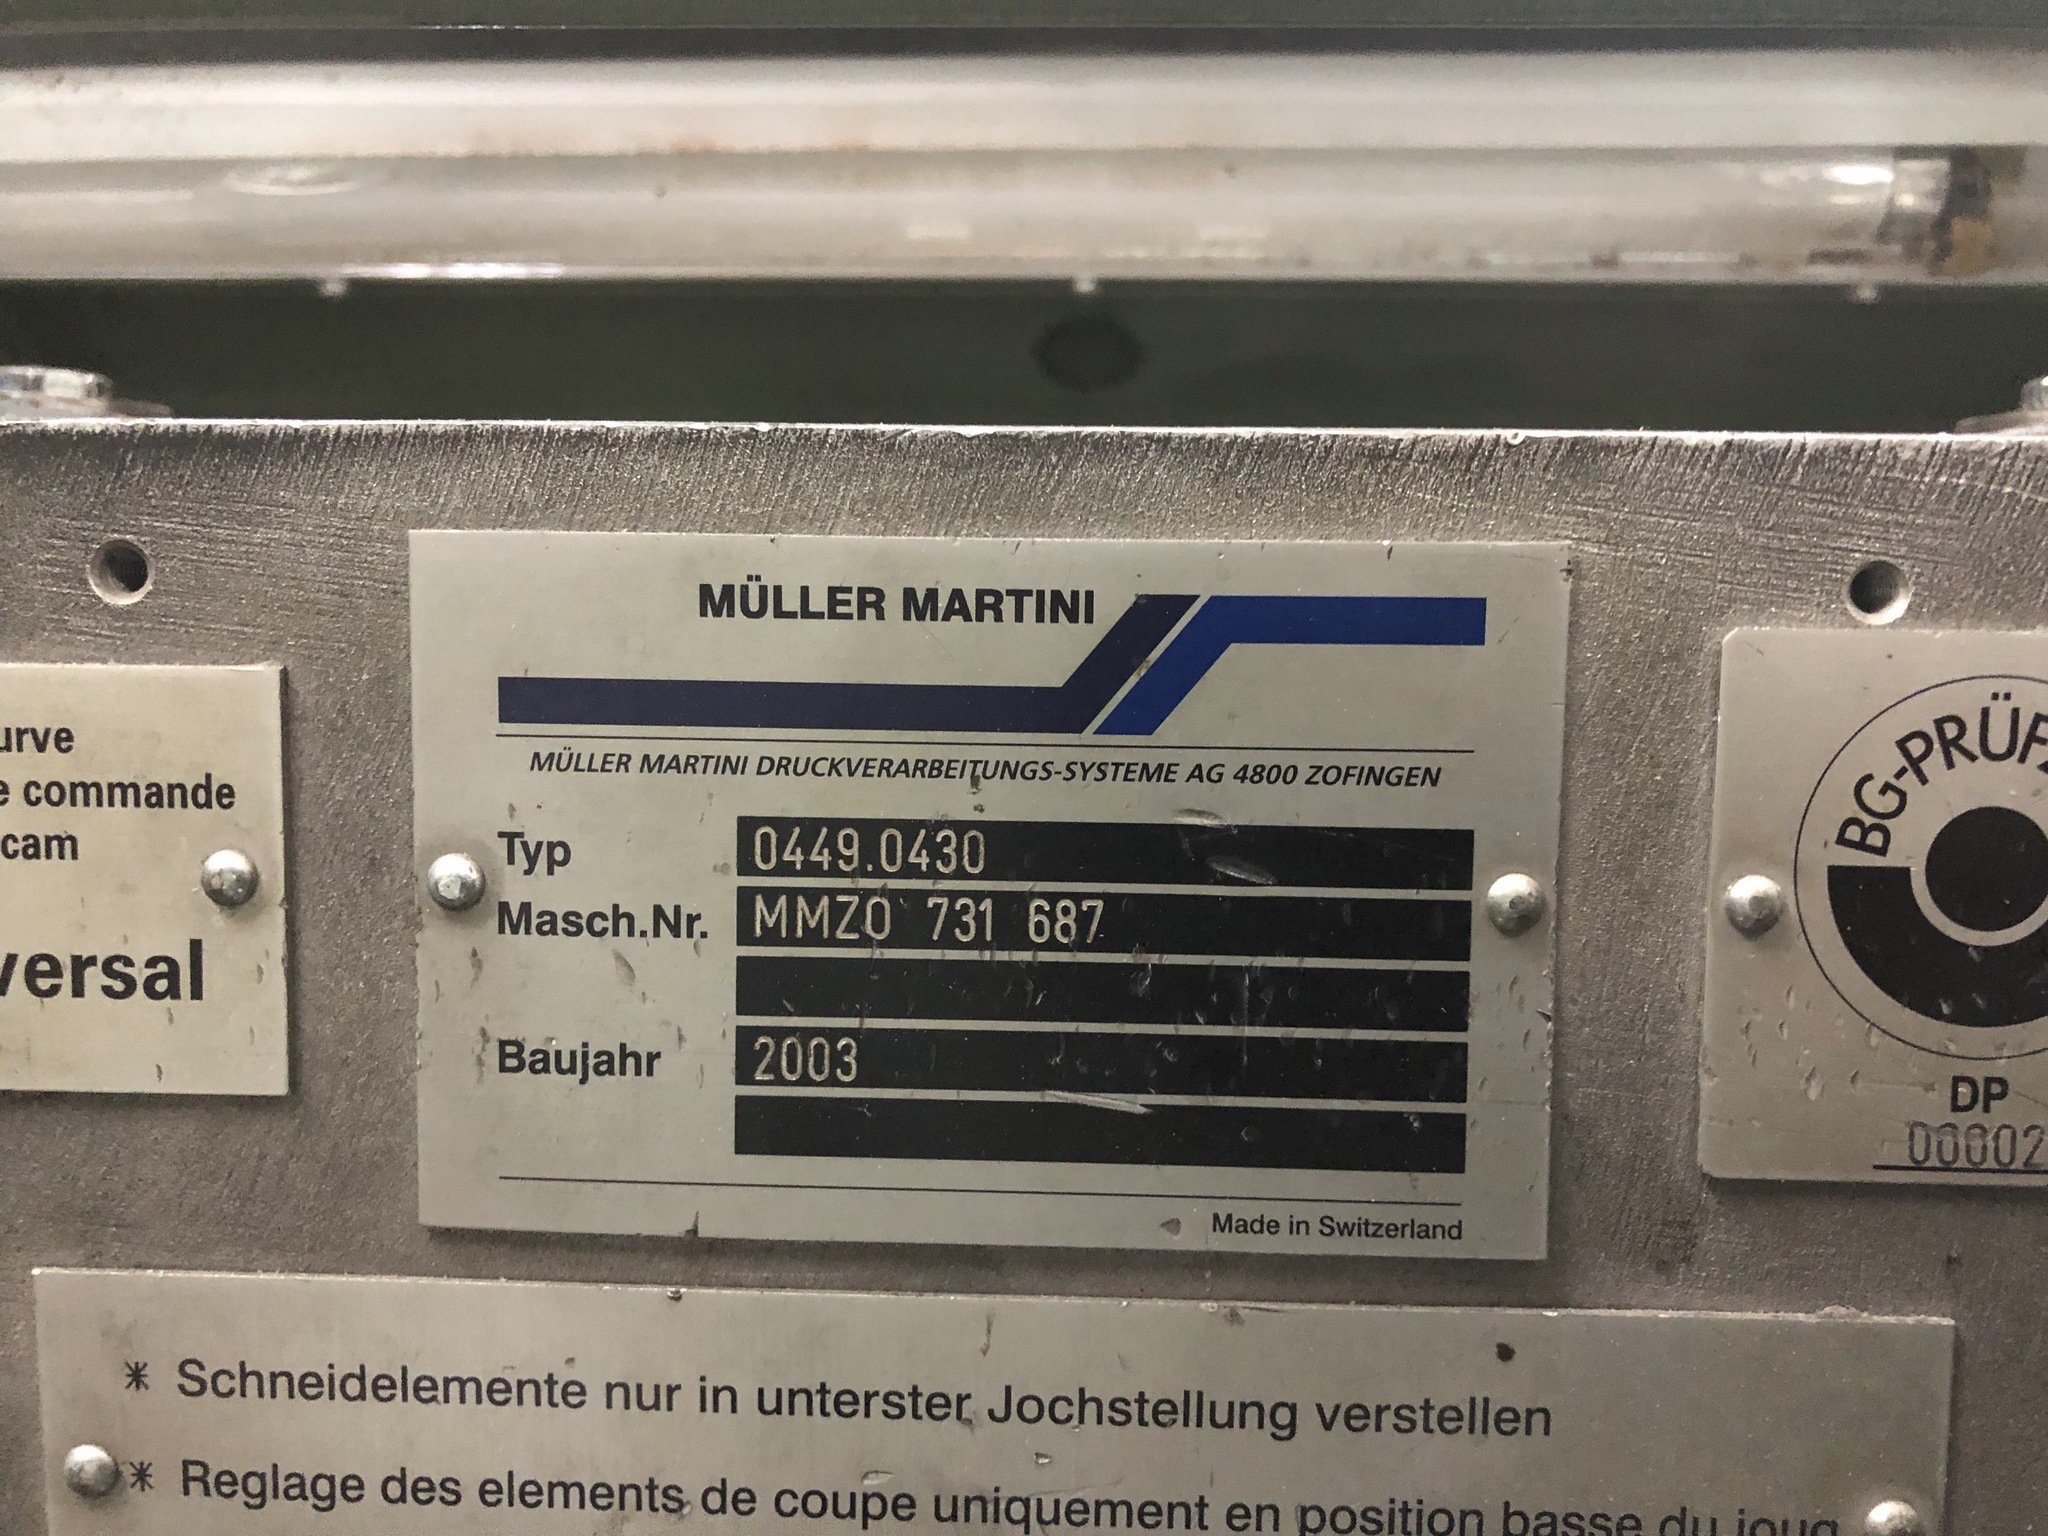 MÜLLER MARTINI
MÜLLER MARTINI DRUCKVERARBEITUNGS-SYSTEME AG 4800 ZOFINGEN
Typ 0449.0430
Masch.Nr. MMZO 731 687
Baujahr 2003
Made in Switzerland
urve
e commande
cam
versal
BG-PRÜFZ
DP
00002
* Schneidelemente nur in unterster Jochstellung verstellen
* Reglage des elements de coupe uniquement en position basse du joug